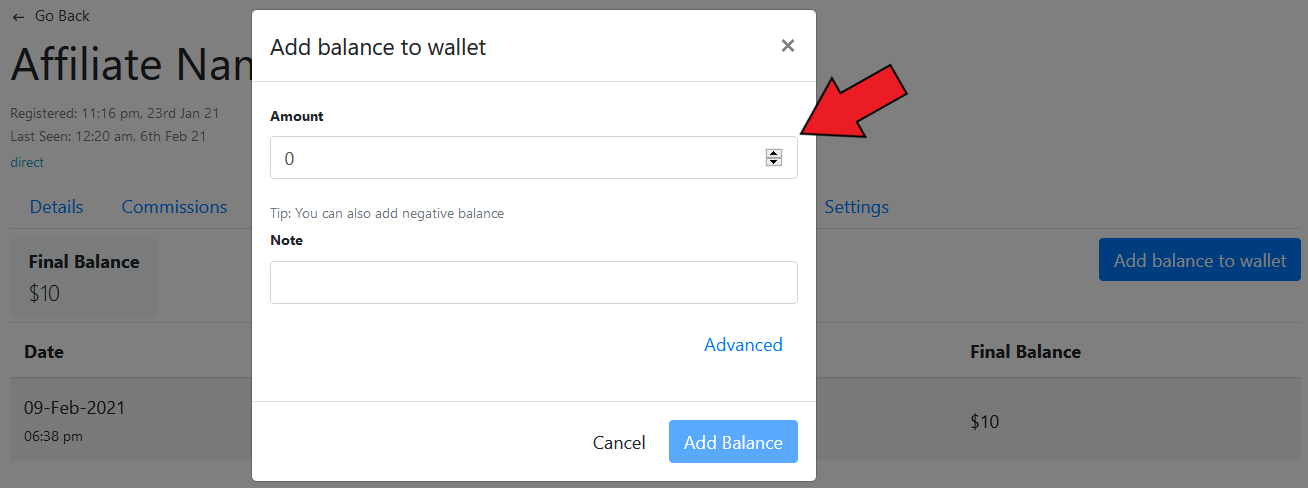 ← Go Back
Affiliate Nan
Registered: 11:16 pm, 23rd Jan 21
Last Seen: 12:20 am, 6th Feb 21
direct
Details Commissions Settings
Final Balance
$10
Add balance to wallet
Date Final Balance
09-Feb-2021
06:38 pm
$10
Add balance to wallet ×
Amount
0
Tip: You can also add negative balance
Note
Advanced
Cancel Add Balance